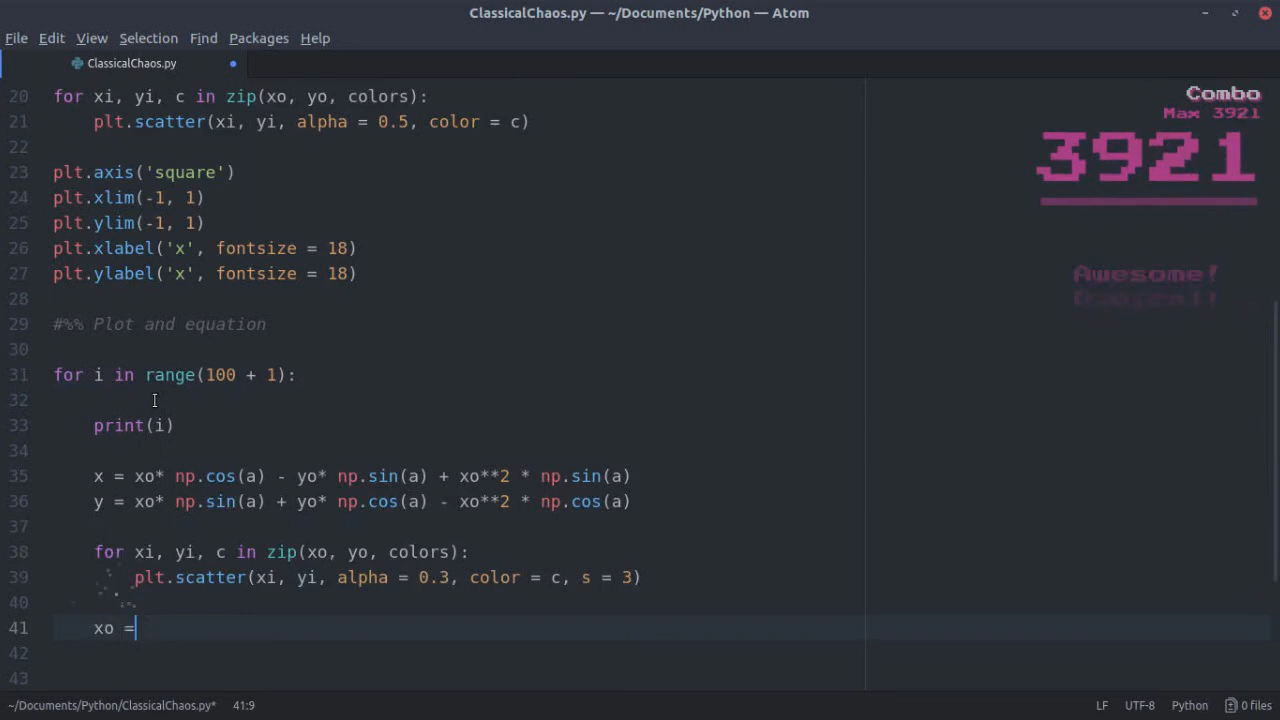 ClassicalChaos.py — ~/Documents/Python — Atom
File Edit View Selection Find Packages Help
ClassicalChaos.py
Combo
Max 3921
3921
Awesome!
20 for xi, yi, c in zip(xo, yo, colors):
21     plt.scatter(xi, yi, alpha = 0.5, color = c)
22
23 plt.axis('square')
24 plt.xlim(-1, 1)
25 plt.ylim(-1, 1)
26 plt.xlabel('x', fontsize = 18)
27 plt.ylabel('x', fontsize = 18)
28
29 #%% Plot and equation
30
31 for i in range(100 + 1):
32
33     print(i)
34
35     x = xo* np.cos(a) - yo* np.sin(a) + xo**2 * np.sin(a)
36     y = xo* np.sin(a) + yo* np.cos(a) - xo**2 * np.cos(a)
37
38     for xi, yi, c in zip(xo, yo, colors):
39         plt.scatter(xi, yi, alpha = 0.3, color = c, s = 3)
40
41     xo =
42
43
~/Documents/Python/ClassicalChaos.py* 41:9 LF UTF-8 Python 0 files